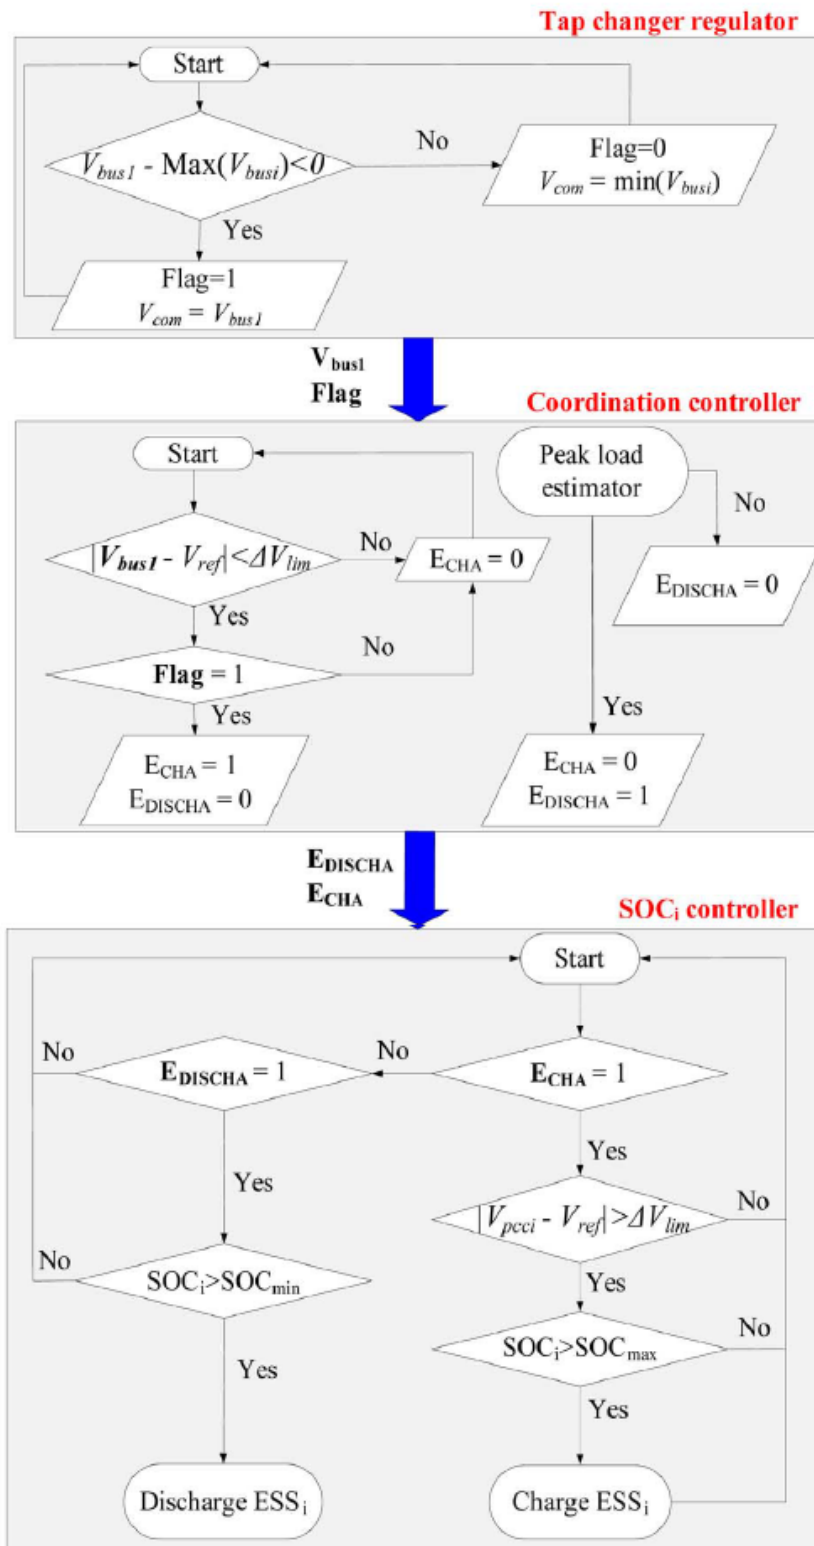 Tap changer regulator
Start
V_bus1 - Max(V_busi)<0
No
Flag=0
V_com = min(V_busi)
Yes
Flag=1
V_com = V_bus1
V_bus1
Flag
Coordination controller
Start
Peak load
estimator
No
|V_bus1 - V_ref|<ΔV_lim
No
E_CHA = 0
E_DISCHA = 0
Yes
Flag = 1
No
Yes
Yes
E_CHA = 1
E_DISCHA = 0
E_CHA = 0
E_DISCHA = 1
E_DISCHA
E_CHA
SOC_i controller
Start
No
E_DISCHA = 1
No
E_CHA = 1
Yes
Yes
|V_pcci - V_ref|>ΔV_lim
No
No
SOC_i>SOC_min
Yes
SOC_i>SOC_max
No
Yes
Yes
Discharge ESS_i
Charge ESS_i